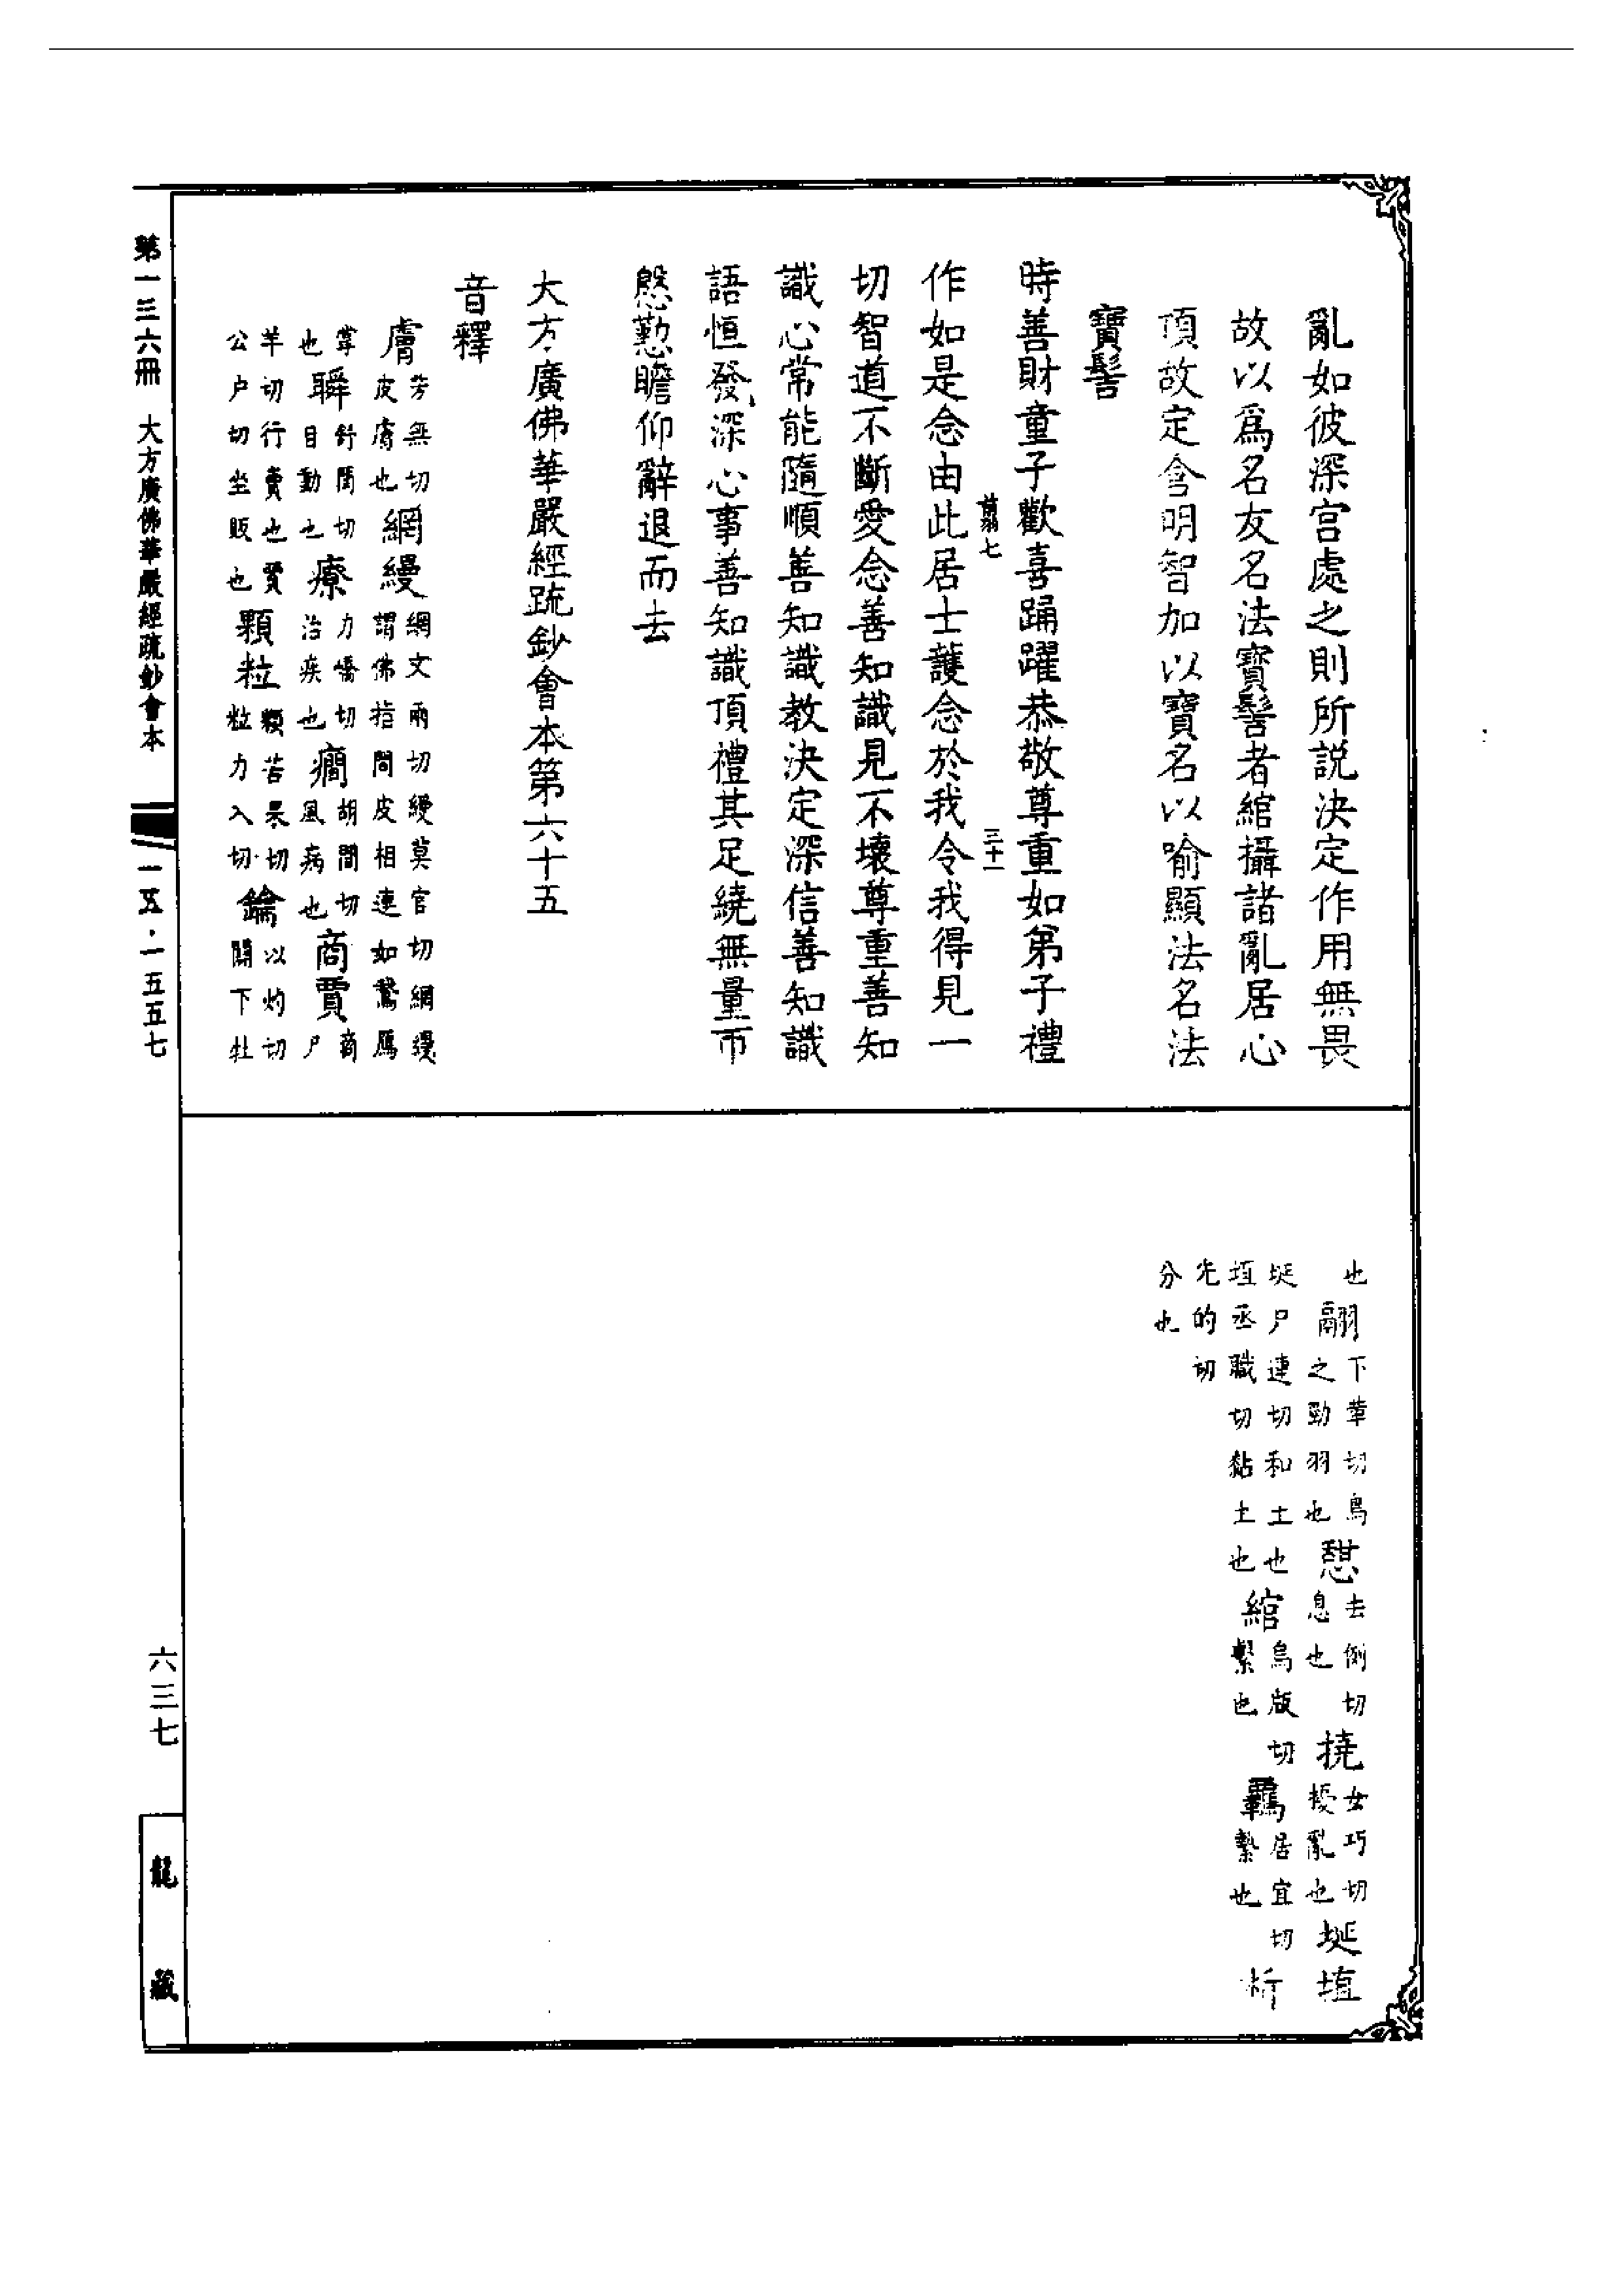 亂如彼深宫處之則所説決定作用無畏
故以爲名友名法寳髻者綰攝諸亂居心
頂故定含明智加以寳名以喻顯法名法
寳髻
時善財童子歡喜踊躍恭敬尊重如弟子禮
翦七 三十一
作如是念由此居士護念於我令我得見一
切智道不斷愛念善知識見不壞尊重善知
識心常能隨順善知識教決定深信善知識
語恒發深心事善知識頂禮其足繞無量帀
慇懃瞻仰辭退而去
大方廣佛華嚴經疏鈔會本第六十五
音釋
膚 芳無切皮膚也 網縵 網文兩切縵莫官切網縵謂佛指間皮相連如鵞鴈
掌也 瞬 舒閏切目動也 療 力嶠切治疾也 癎 胡間切風病也 商賈 商尸
羊切行賣也賈公户切坐販也 顆粒 顆苦果切粒力入切 鑰 以灼切關下牡
也 翮 下革切鳥之勁羽也 憇 去例切息也 撓 女巧切擾亂也 埏埴
埏尸連切和土也埴丞職切黏土也 綰 烏版切繫也 羈 居宜切繫也 析
先的切分也
第一三六冊 大方廣佛華嚴經疏鈔會本 一五·一五五七
六三七
龍藏